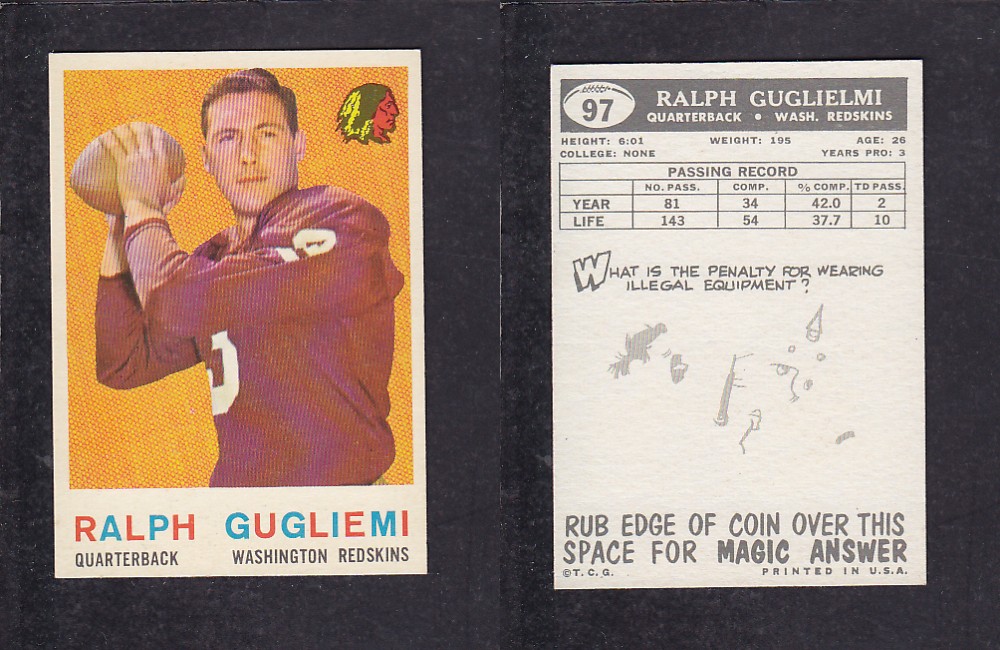 RALPH GUGLIEMI
QUARTERBACK WASHINGTON REDSKINS
97
RALPH GUGLIELMI
QUARTERBACK • WASH. REDSKINS
HEIGHT: 6:01 WEIGHT: 195 AGE: 26
COLLEGE: NONE YEARS PRO: 3
PASSING RECORD
NO. PASS. COMP. % COMP. TD PASS.
YEAR 81 34 42.0 2
LIFE 143 54 37.7 10
WHAT IS THE PENALTY FOR WEARING
ILLEGAL EQUIPMENT?
RUB EDGE OF COIN OVER THIS
SPACE FOR MAGIC ANSWER
©T.C.G. PRINTED IN U.S.A.